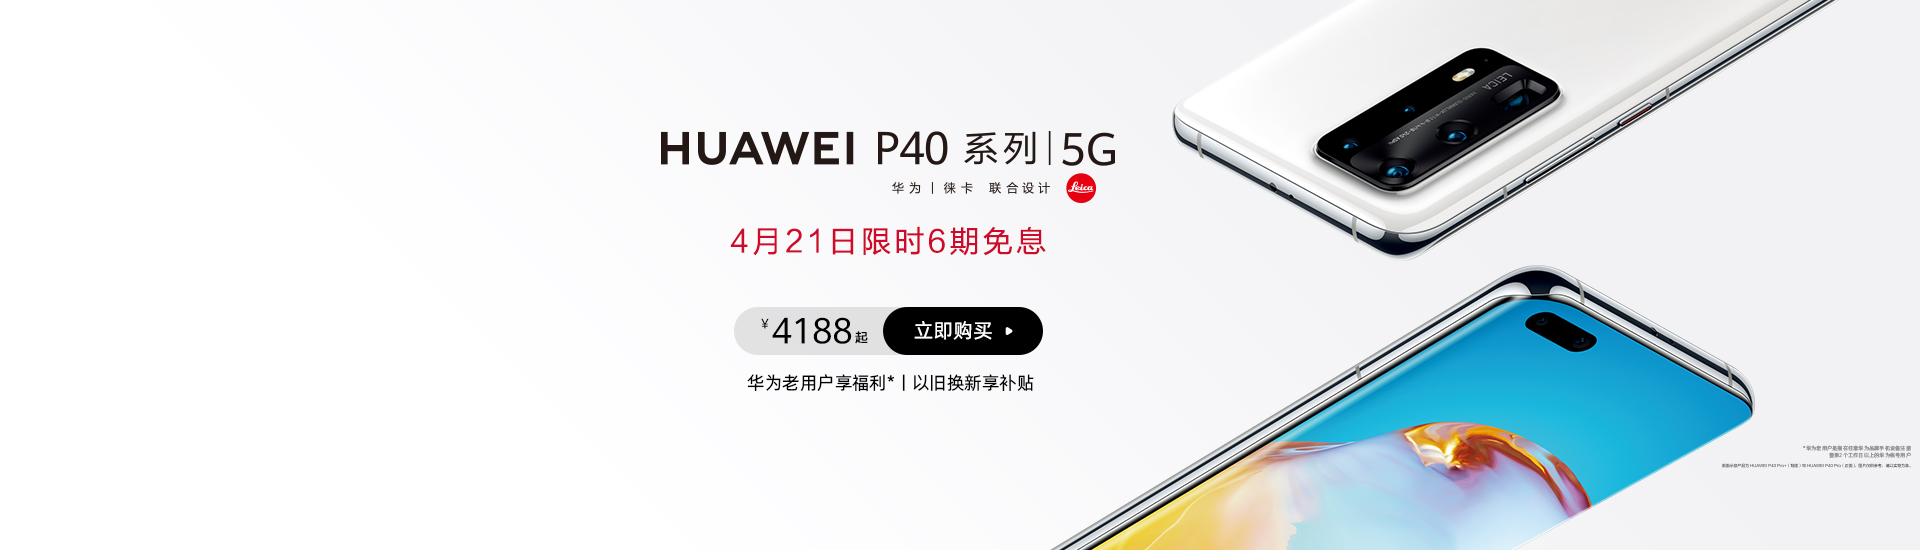 HUAWEI P40 系列|5G
华为 | 徕卡 联合设计 Leica
4月21日限时6期免息
¥4188起 立即购买
华为老用户享福利*丨以旧换新享补贴
LEICA